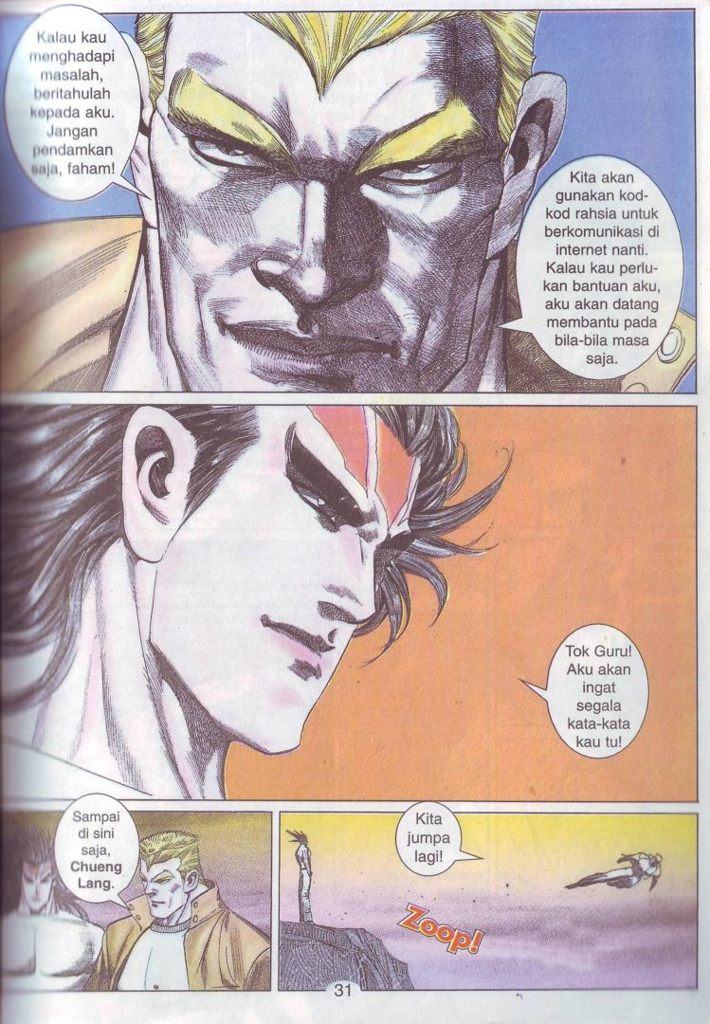 Kalau kau
menghadapi
masalah,
beritahulah
kepada aku.
Jangan
pendamkan
saja, faham!
Kita akan
gunakan kod-
kod rahsia untuk
berkomunikasi di
internet nanti.
Kalau kau perlu-
kan bantuan aku,
aku akan datang
membantu pada
bila-bila masa
saja.
Tok Guru!
Aku akan
ingat
segala
kata-kata
kau tu!
Sampai
di sini
saja,
Chueng
Lang.
Kita
jumpa
lagi!
Zoop!
31